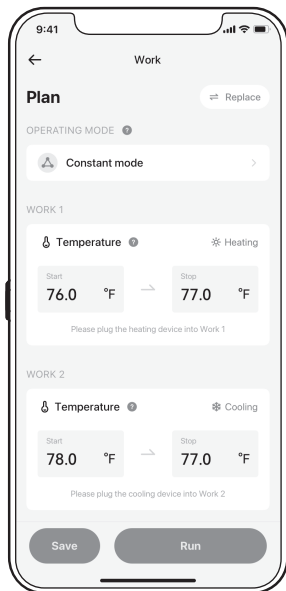 9:41
Work
Plan
Replace
OPERATING MODE ?
Constant mode
WORK 1
Temperature ? Heating
Start Stop
76.0 °F 77.0 °F
Please plug the heating device into Work 1
WORK 2
Temperature ? Cooling
Start Stop
78.0 °F 77.0 °F
Please plug the cooling device into Work 2
Save Run